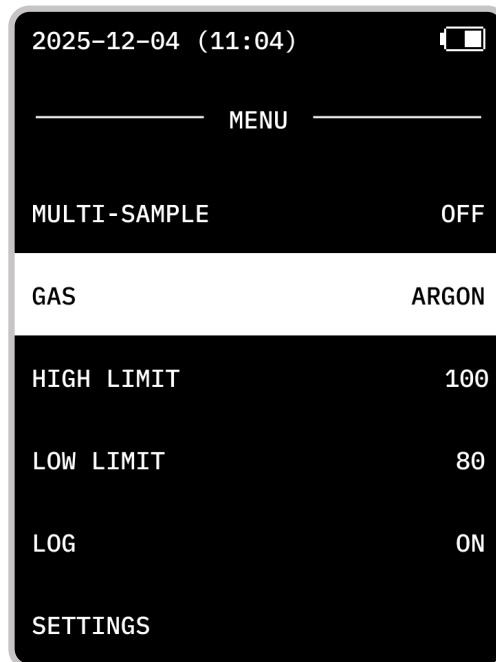 2025-12-04 (11:04)
MENU
MULTI-SAMPLE OFF
GAS ARGON
HIGH LIMIT 100
LOW LIMIT 80
LOG ON
SETTINGS